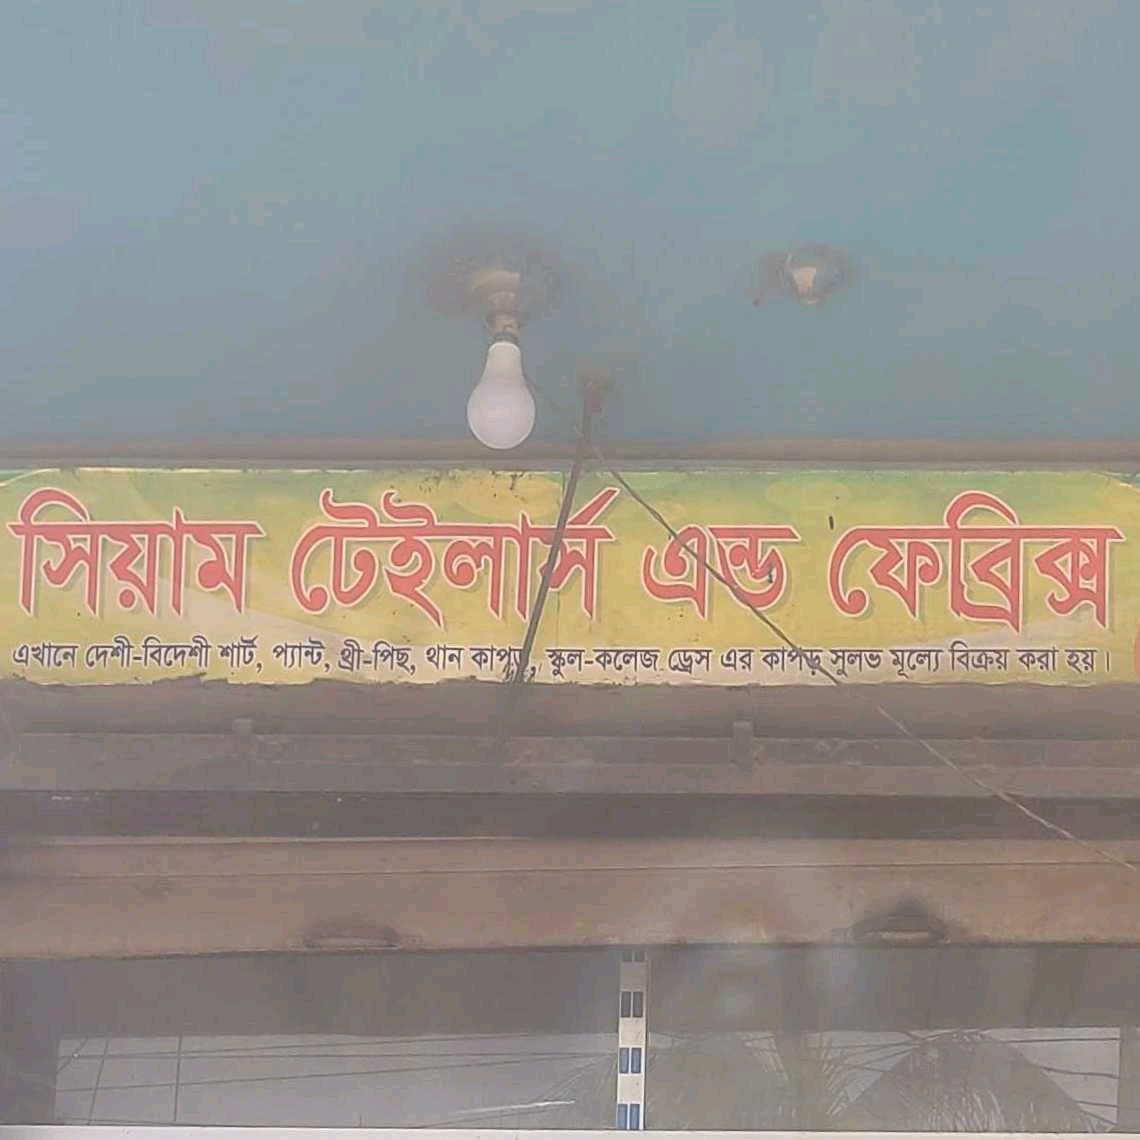 সিয়াম টেইলার্স এন্ড ফেব্রিক্স
এখানে দেশী-বিদেশী শার্ট, প্যান্ট, থ্রী-পিছ, থান কাপড়, স্কুল-কলেজ ড্রেস এর কাপড় সুলভ মূল্যে বিক্রয় করা হয়।